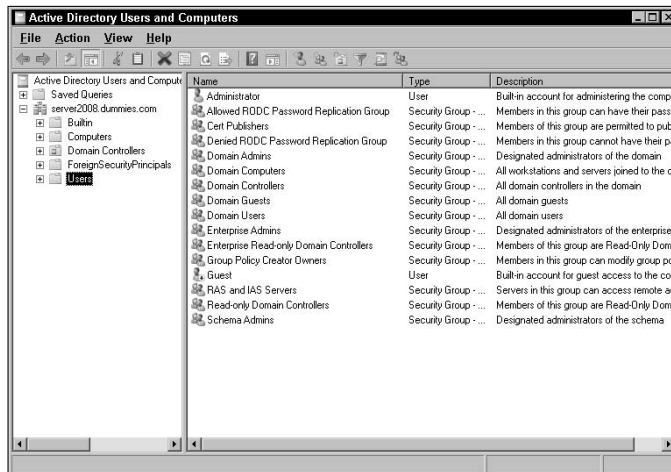 Active Directory Users and Computers
File Action View Help
Active Directory Users and Compute
Saved Queries
server2008.dummies.com
Builtin
Computers
Domain Controllers
ForeignSecurityPrincipals
Users
Name Type Description
Administrator User Built-in account for administering the comp
Allowed RODC Password Replication Group Security Group - ... Members in this group can have their pass
Cert Publishers Security Group - ... Members of this group are permitted to pub
Denied RODC Password Replication Group Security Group - ... Members in this group cannot have their p
Domain Admins Security Group - ... Designated administrators of the domain
Domain Computers Security Group - ... All workstations and servers joined to the d
Domain Controllers Security Group - ... All domain controllers in the domain
Domain Guests Security Group - ... All domain guests
Domain Users Security Group - ... All domain users
Enterprise Admins Security Group - ... Designated administrators of the enterprise
Enterprise Read-only Domain Controllers Security Group - ... Members of this group are Read-Only Dom
Group Policy Creator Owners Security Group - ... Members in this group can modify group po
Guest User Built-in account for guest access to the co
RAS and IAS Servers Security Group - ... Servers in this group can access remote a
Read-only Domain Controllers Security Group - ... Members of this group are Read-Only Dom
Schema Admins Security Group - ... Designated administrators of the schema